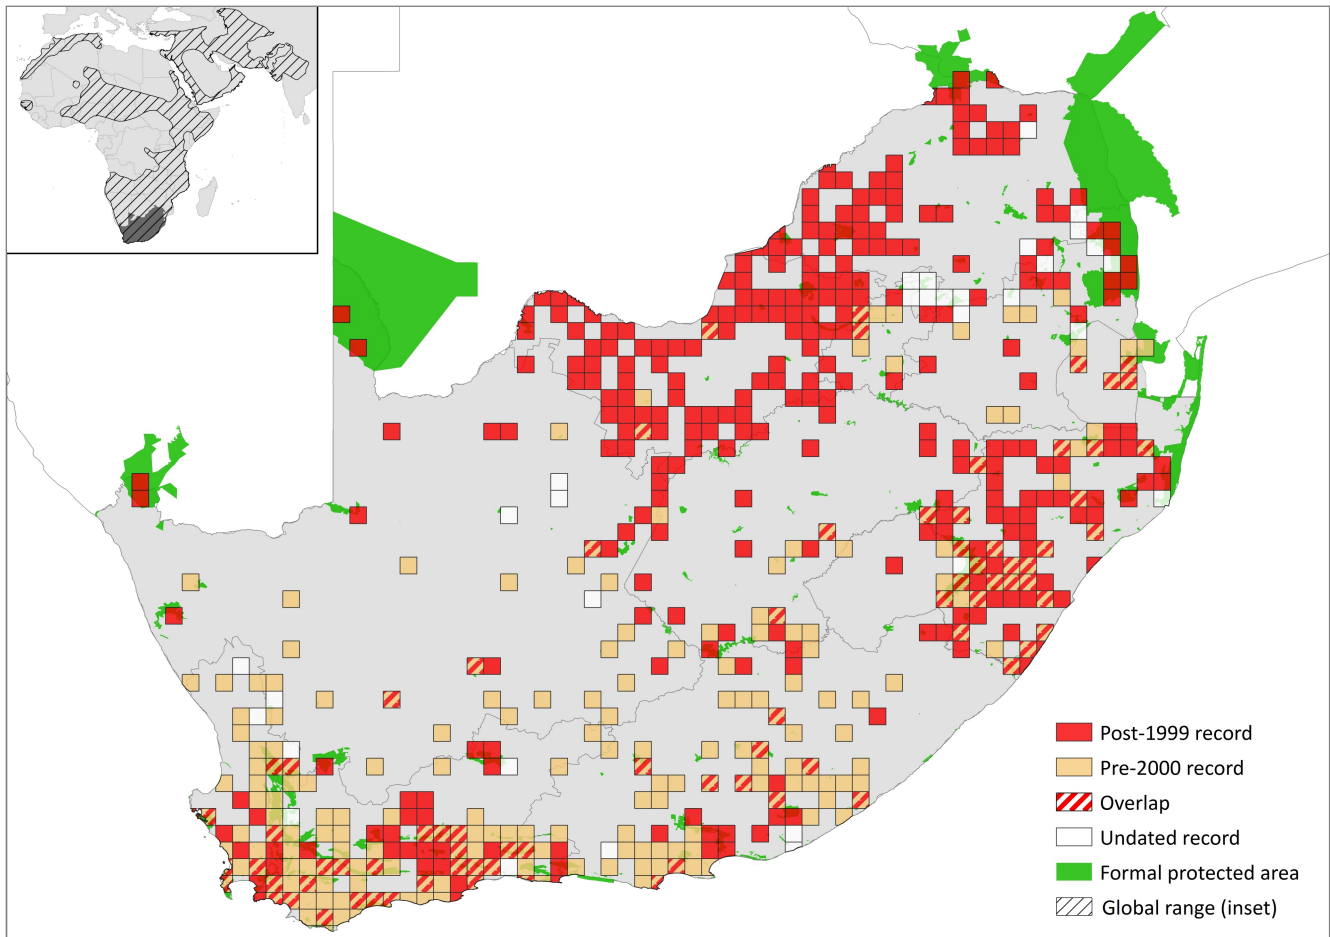 Post-1999 record
Pre-2000 record
Overlap
Undated record
Formal protected area
Global range (inset)